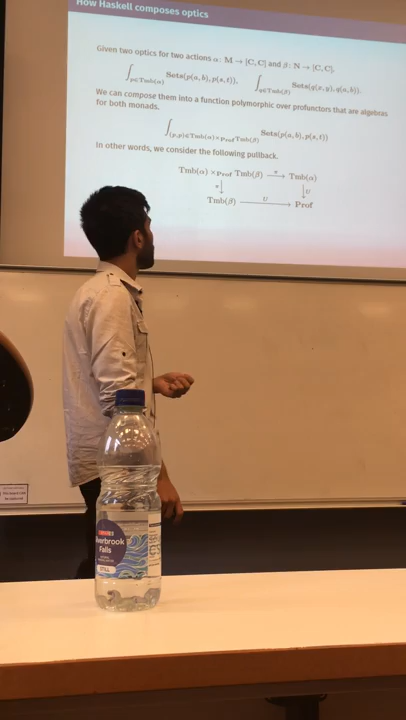 How Haskell composes optics
Given two optics for two actions α: M → [C, C] and β: N → [C, C].
∫p∈Tmb(α) Sets(p(a, b), p(s, t)), ∫q∈Tmb(β) Sets(q(x, y), q(a, b)).
We can compose them into a function polymorphic over profunctors that are algebras
for both monads.
∫(p,p)∈Tmb(α)×Prof Tmb(β) Sets(p(a, b), p(s, t))
In other words, we consider the following pullback.
Tmb(α) ×Prof Tmb(β) π Tmb(α)
π U
Tmb(β) U Prof
erbrook
Falls
STILL